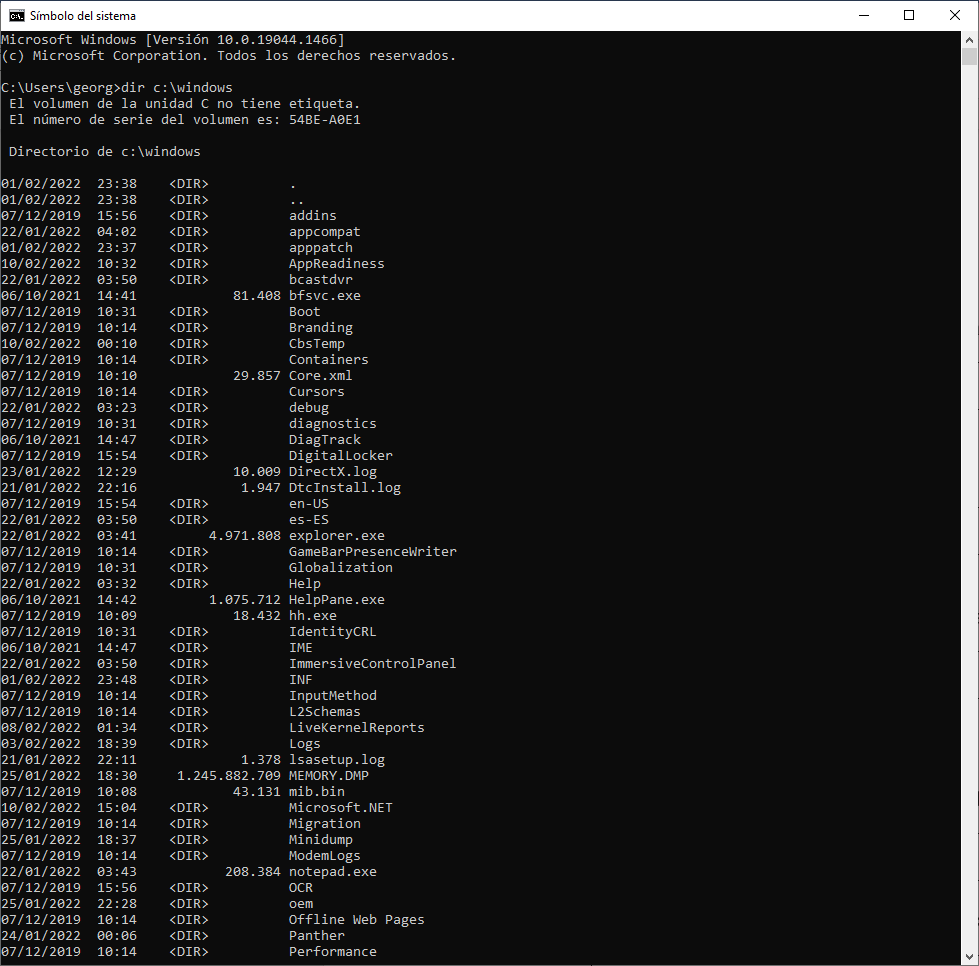 Símbolo del sistema
Microsoft Windows [Versión 10.0.19044.1466]
(c) Microsoft Corporation. Todos los derechos reservados.
C:\Users\georg>dir c:\windows
 El volumen de la unidad C no tiene etiqueta.
 El número de serie del volumen es: 54BE-A0E1
 Directorio de c:\windows
01/02/2022  23:38    <DIR>          .
01/02/2022  23:38    <DIR>          ..
07/12/2019  15:56    <DIR>          addins
22/01/2022  04:02    <DIR>          appcompat
01/02/2022  23:37    <DIR>          apppatch
10/02/2022  10:32    <DIR>          AppReadiness
22/01/2022  03:50    <DIR>          bcastdvr
06/10/2021  14:41            81.408 bfsvc.exe
07/12/2019  10:31    <DIR>          Boot
07/12/2019  10:14    <DIR>          Branding
10/02/2022  00:10    <DIR>          CbsTemp
07/12/2019  10:14    <DIR>          Containers
07/12/2019  10:10            29.857 Core.xml
07/12/2019  10:14    <DIR>          Cursors
22/01/2022  03:23    <DIR>          debug
07/12/2019  10:31    <DIR>          diagnostics
06/10/2021  14:47    <DIR>          DiagTrack
07/12/2019  15:54    <DIR>          DigitalLocker
23/01/2022  12:29            10.009 DirectX.log
21/01/2022  22:16             1.947 DtcInstall.log
07/12/2019  15:54    <DIR>          en-US
22/01/2022  03:50    <DIR>          es-ES
22/01/2022  03:41         4.971.808 explorer.exe
07/12/2019  10:14    <DIR>          GameBarPresenceWriter
07/12/2019  10:31    <DIR>          Globalization
22/01/2022  03:32    <DIR>          Help
06/10/2021  14:42         1.075.712 HelpPane.exe
07/12/2019  10:09            18.432 hh.exe
07/12/2019  10:31    <DIR>          IdentityCRL
06/10/2021  14:47    <DIR>          IME
22/01/2022  03:50    <DIR>          ImmersiveControlPanel
01/02/2022  23:48    <DIR>          INF
07/12/2019  10:14    <DIR>          InputMethod
07/12/2019  10:14    <DIR>          L2Schemas
08/02/2022  01:34    <DIR>          LiveKernelReports
03/02/2022  18:39    <DIR>          Logs
21/01/2022  22:11             1.378 lsasetup.log
25/01/2022  18:30     1.245.882.709 MEMORY.DMP
07/12/2019  10:08            43.131 mib.bin
10/02/2022  15:04    <DIR>          Microsoft.NET
07/12/2019  10:14    <DIR>          Migration
25/01/2022  18:37    <DIR>          Minidump
07/12/2019  10:14    <DIR>          ModemLogs
22/01/2022  03:43           208.384 notepad.exe
07/12/2019  15:56    <DIR>          OCR
25/01/2022  22:28    <DIR>          oem
07/12/2019  10:14    <DIR>          Offline Web Pages
24/01/2022  00:06    <DIR>          Panther
07/12/2019  10:14    <DIR>          Performance